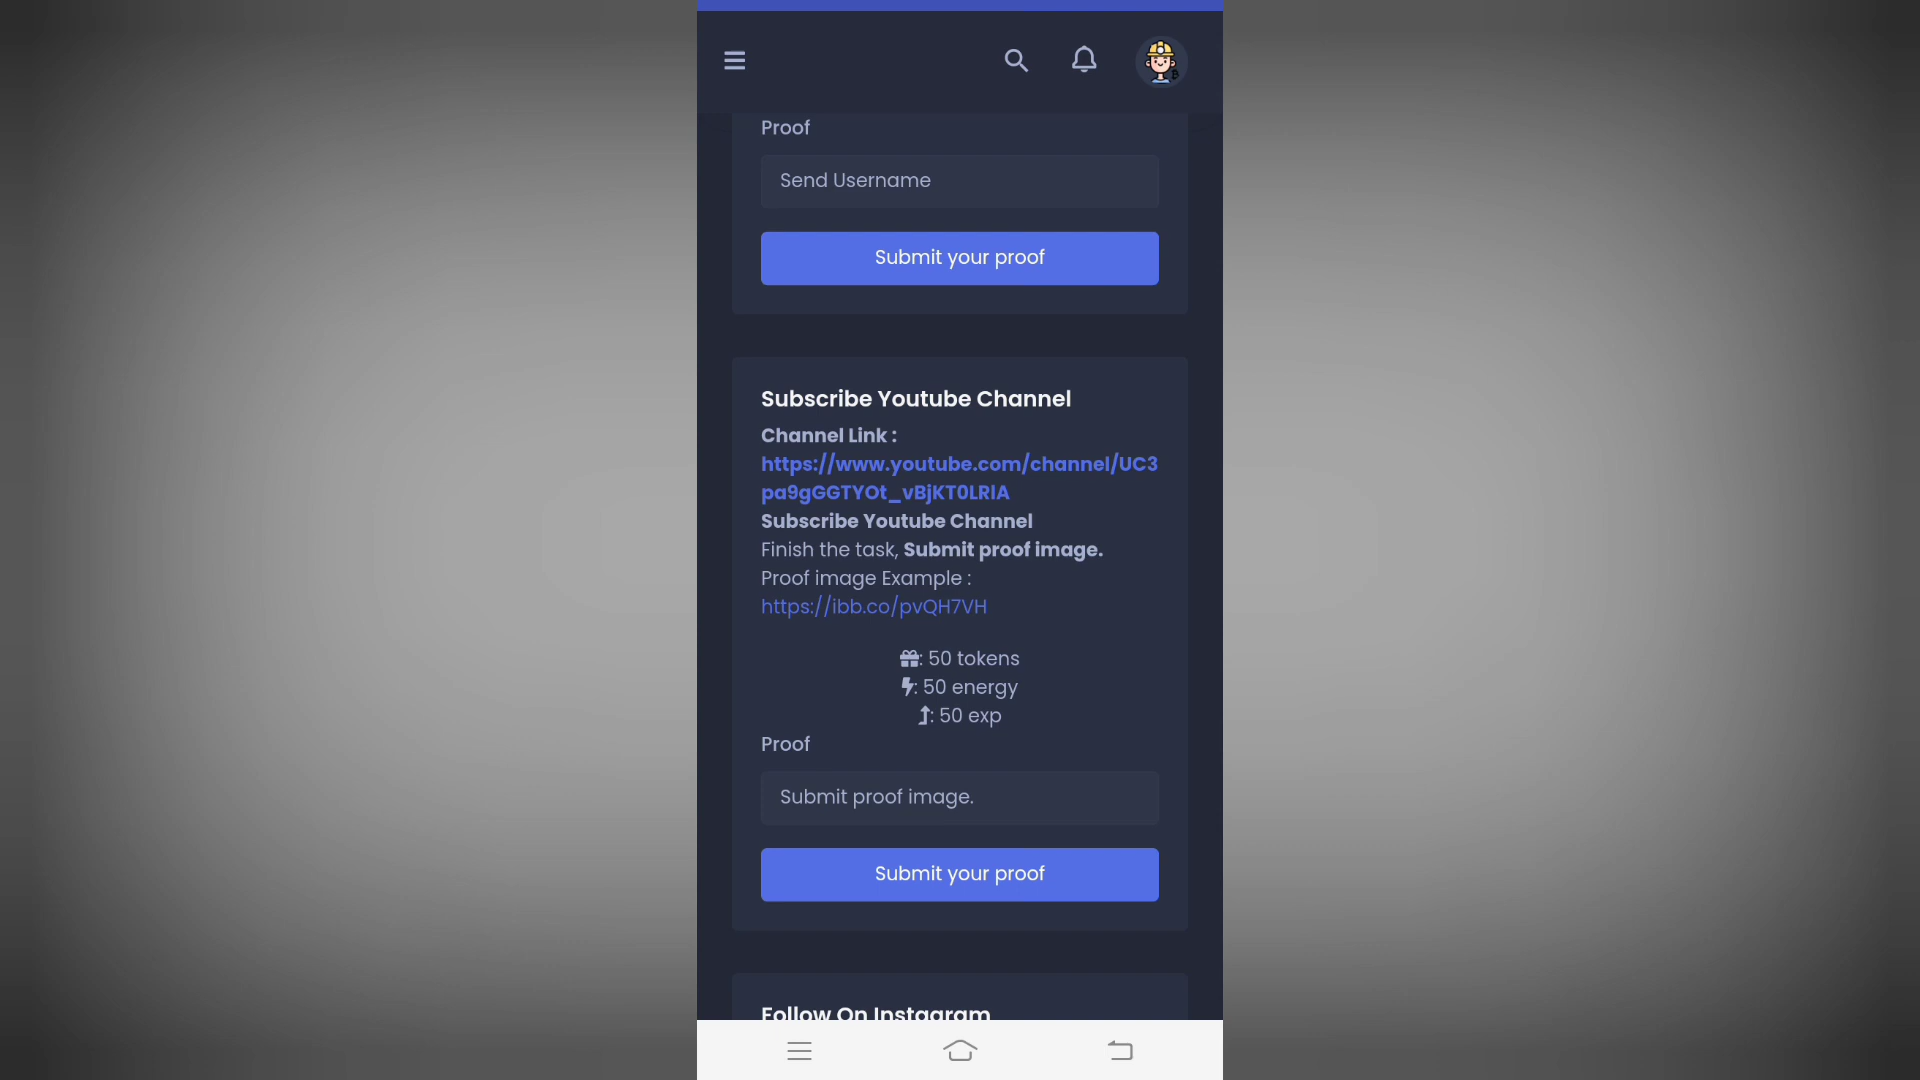 Proof
Send Username
Submit your proof
Subscribe Youtube Channel
Channel Link :
https://www.youtube.com/channel/UC3
pa9gGGTYOt_vBjKT0LRlA
Subscribe Youtube Channel
Finish the task, Submit proof image.
Proof image Example :
https://ibb.co/pvQH7VH
: 50 tokens
: 50 energy
: 50 exp
Proof
Submit proof image.
Submit your proof
Follow On Instagram